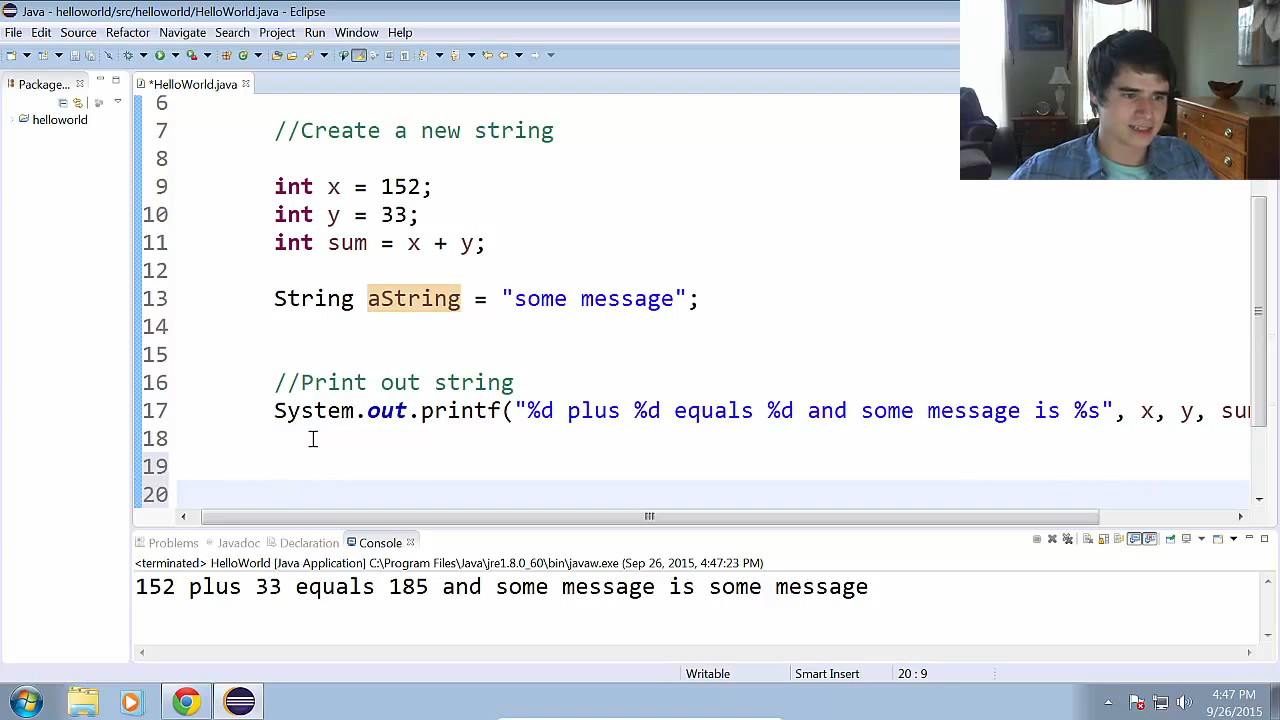 Java - helloworld/src/helloworld/HelloWorld.java - Eclipse
File Edit Source Refactor Navigate Search Project Run Window Help
Package...
*HelloWorld.java
helloworld
6
7 //Create a new string
8
9 int x = 152;
10 int y = 33;
11 int sum = x + y;
12
13 String aString = "some message";
14
15
16 //Print out string
17 System.out.printf("%d plus %d equals %d and some message is %s", x, y, su
18
19
20
Problems Javadoc Declaration Console
<terminated> HelloWorld [Java Application] C:\Program Files\Java\jre1.8.0_60\bin\javaw.exe (Sep 26, 2015, 4:47:23 PM)
152 plus 33 equals 185 and some message is some message
Writable Smart Insert 20 : 9
4:47 PM
9/26/2015